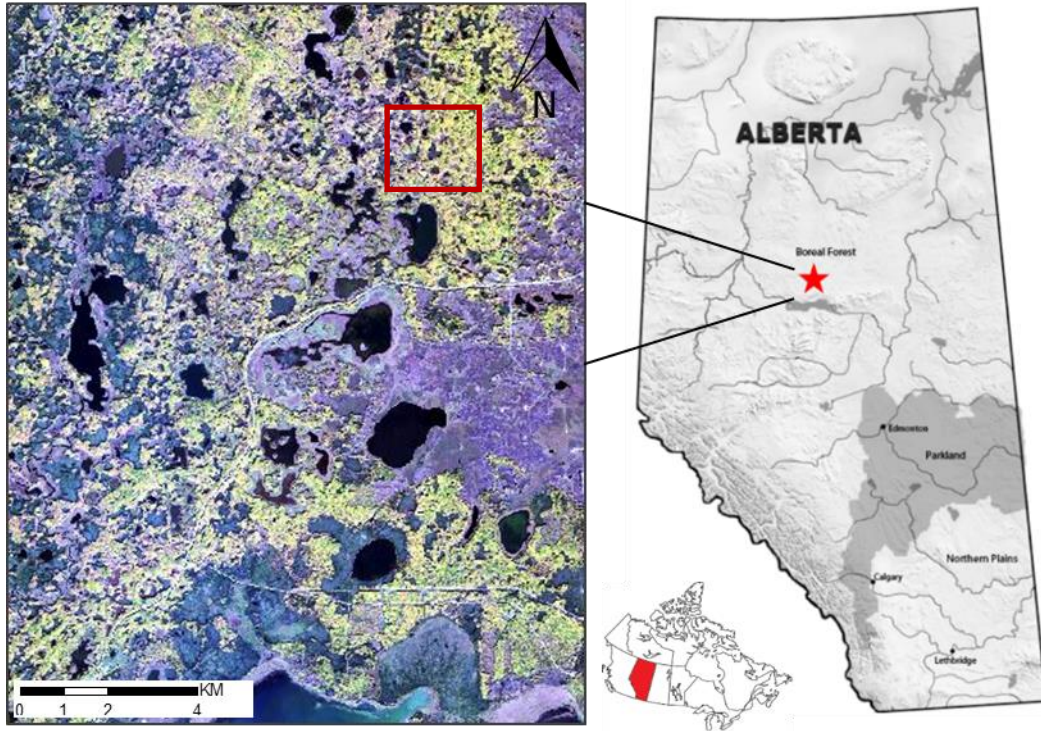 N
KM
0 1 2 4
ALBERTA
Boreal Forest
Edmonton
Parkland
Northern Plains
Calgary
Lethbridge